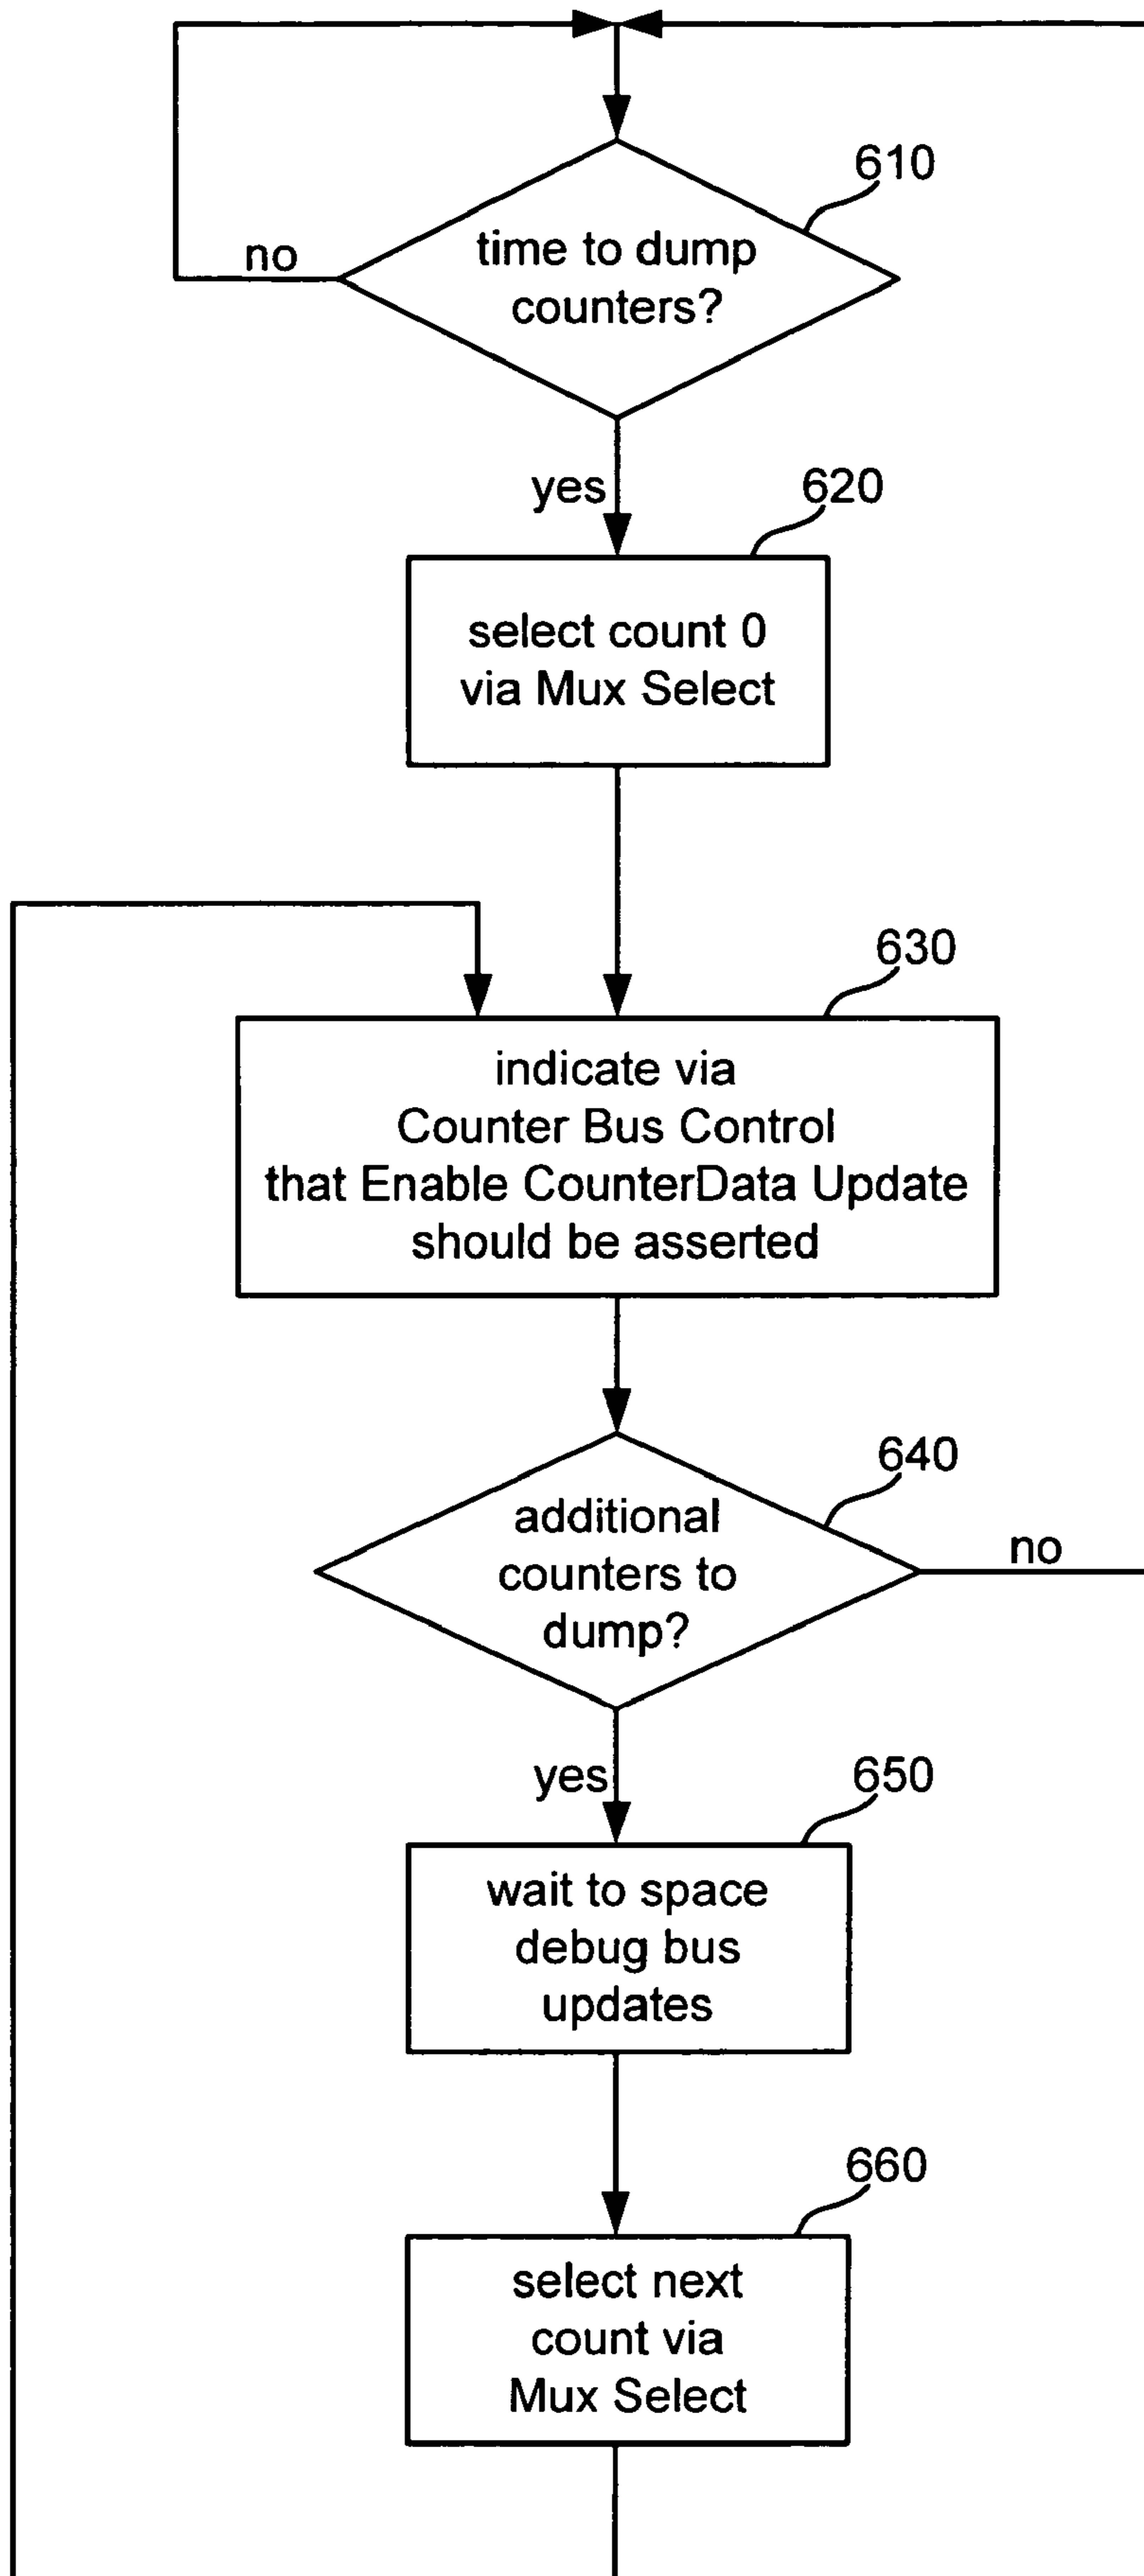 610
time to dump
counters?
no
yes
620
select count 0
via Mux Select
630
indicate via
Counter Bus Control
that Enable CounterData Update
should be asserted
640
additional
counters to
dump?
no
yes
650
wait to space
debug bus
updates
660
select next
count via
Mux Select